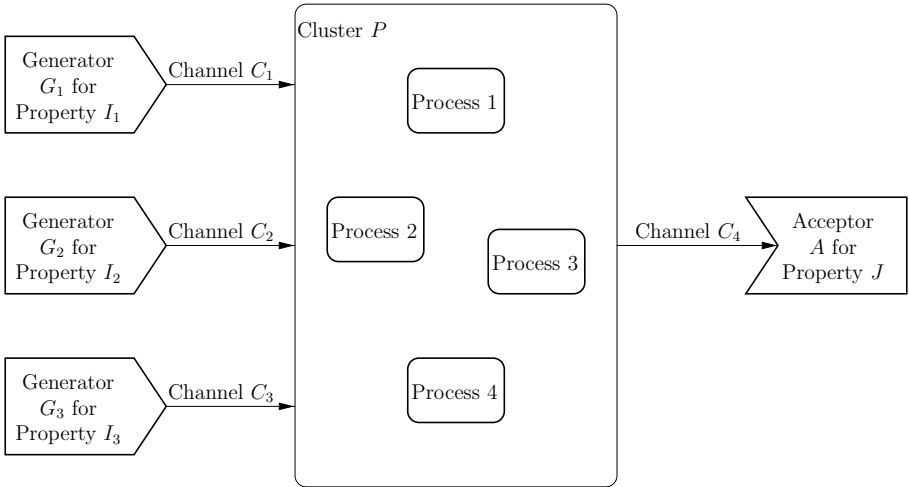 Cluster P
Generator
G₁ for
Property I₁
Channel C₁
Process 1
Generator
G₂ for
Property I₂
Channel C₂
Process 2
Process 3
Channel C₄
Acceptor
A for
Property J
Generator
G₃ for
Property I₃
Channel C₃
Process 4